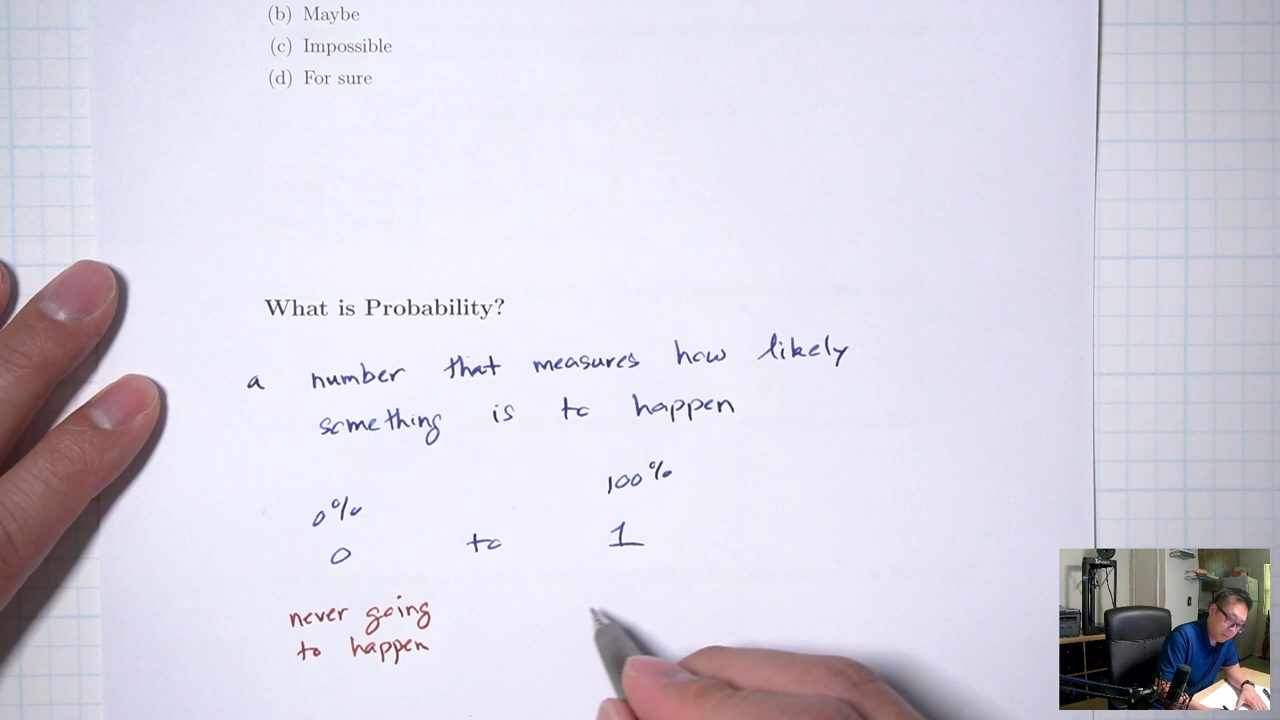 (b) Maybe
(c) Impossible
(d) For sure
What is Probability?
a number that measures how likely
something is to happen
0% 100%
0 to 1
never going
to happen